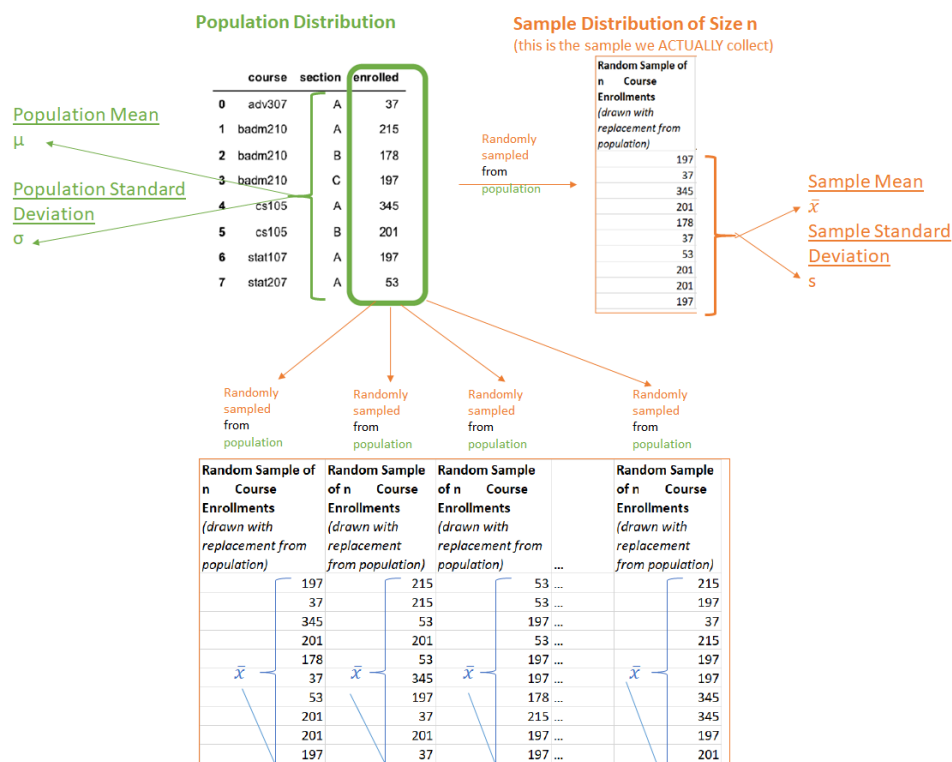 Population Distribution
Sample Distribution of Size n
(this is the sample we ACTUALLY collect)
course section enrolled
0 adv307 A 37
1 badm210 A 215
2 badm210 B 178
3 badm210 C 197
4 cs105 A 345
5 cs105 B 201
6 stat107 A 197
7 stat207 A 53
Population Mean
μ
Population Standard
Deviation
σ
Randomly
sampled
from
population
Random Sample of
n Course
Enrollments
(drawn with
replacement from
population)
197
37
345
201
178
37
53
201
201
197
Sample Mean
x̄
Sample Standard
Deviation
s
Randomly
sampled
from
population
Randomly
sampled
from
population
Randomly
sampled
from
population
Randomly
sampled
from
population
Random Sample of
n Course
Enrollments
(drawn with
replacement from
population)
197
37
345
201
178
37
53
201
201
197
x̄
Random Sample
of n Course
Enrollments
(drawn with
replacement
from population)
215
215
53
201
53
345
197
37
201
37
x̄
Random Sample
of n Course
Enrollments
(drawn with
replacement from
population)
53
53
197
53
197
197
178
215
197
197
x̄
...
...
...
...
...
...
...
...
...
...
...
Random Sample
of n Course
Enrollments
(drawn with
replacement
from population)
215
197
37
215
197
197
345
345
197
201
x̄